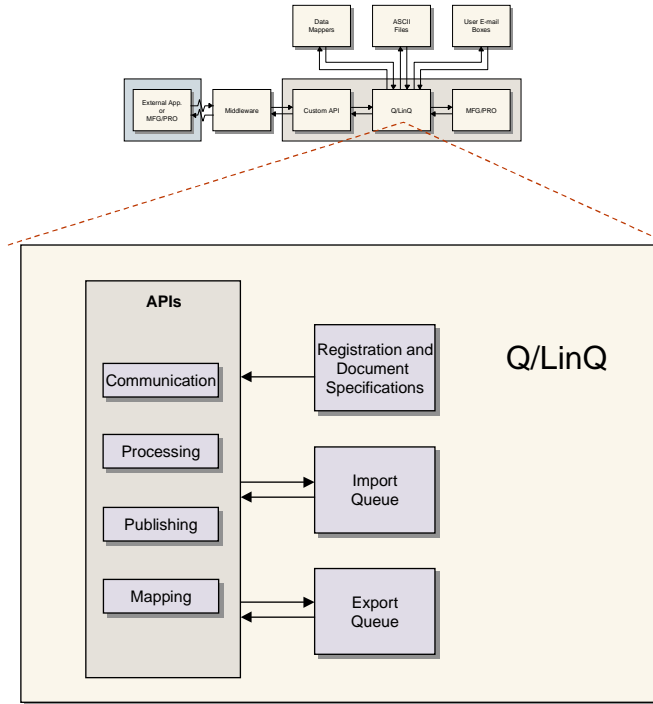 Data
Mappers
ASCII
Files
User E-mail
Boxes
External App.
or
MFG/PRO
Middleware
Custom API
Q/LinQ
MFG/PRO
APIs
Communication
Processing
Publishing
Mapping
Registration and
Document
Specifications
Import
Queue
Export
Queue
Q/LinQ